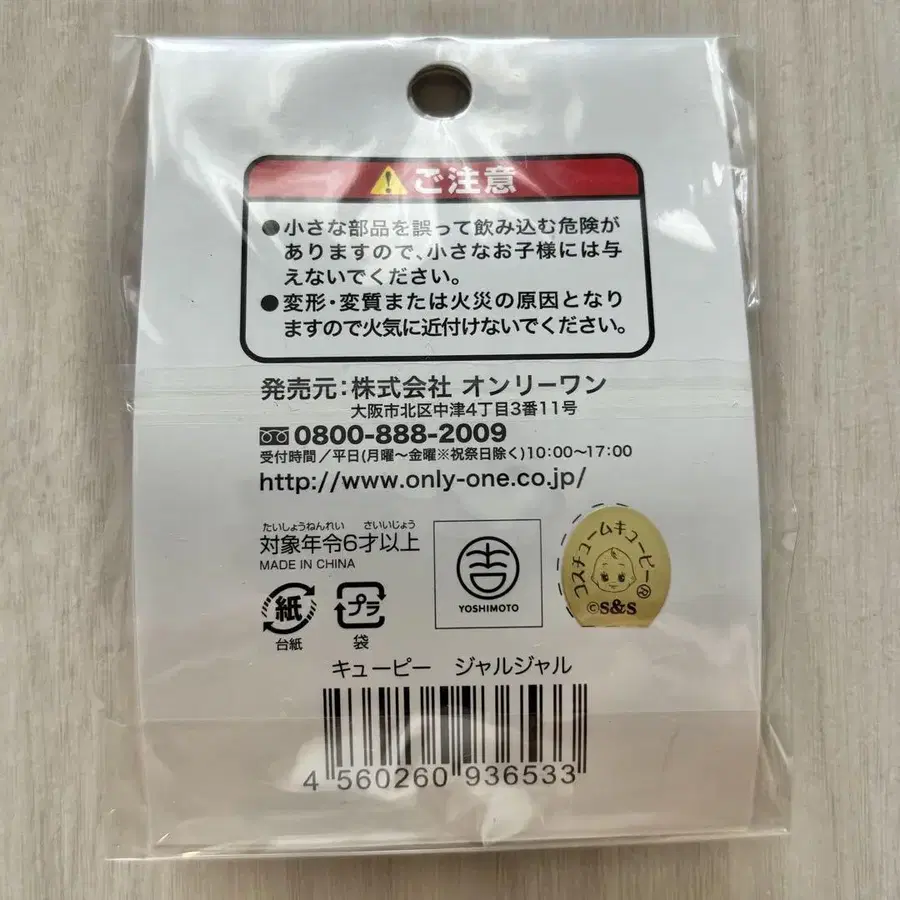 ご注意
●小さな部品を誤って飲み込む危険が
ありますので、小さなお子様には与
えないでください。
●変形・変質または火災の原因となり
ますので火気に近付けないでください。
発売元:株式会社 オンリーワン
大阪市北区中津4丁目3番11号
0800-888-2009
受付時間/平日(月曜〜金曜※祝祭日除く)10:00〜17:00
http://www.only-one.co.jp/
たいしょうねんれい さいいじょう
対象年令6才以上
MADE IN CHINA
紙
台紙
プラ
袋
吉
YOSHIMOTO
コスチュームキューピー®
©S&S
キューピー ジャルジャル
4 560260 936533